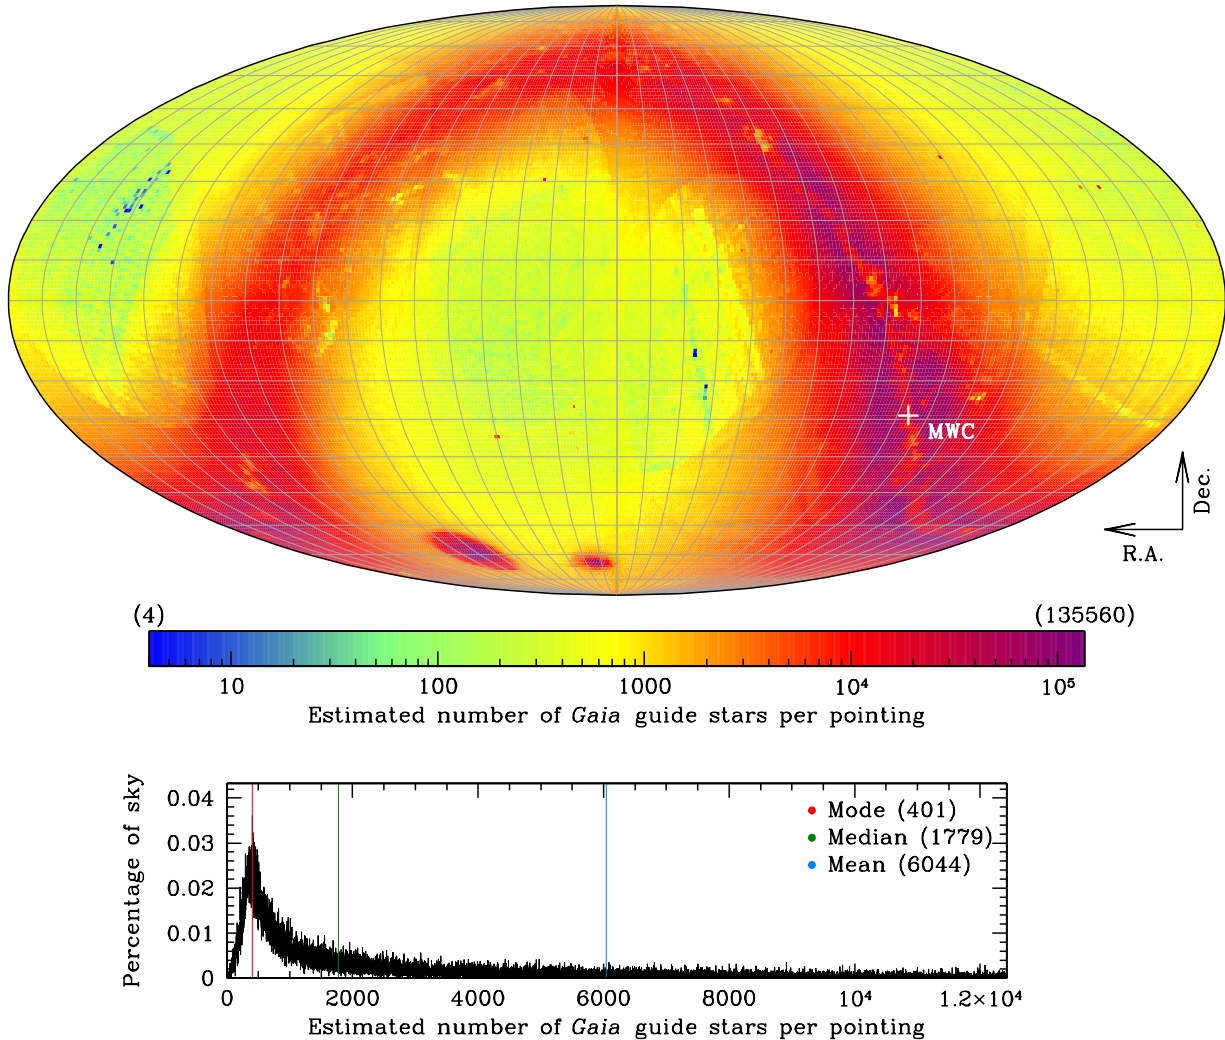 MWC
Dec.
R.A.
(4) (135560)
10 100 1000 10⁴ 10⁵
Estimated number of Gaia guide stars per pointing
Percentage of sky
0.04
0.03
0.02
0.01
0
Mode (401)
Median (1779)
Mean (6044)
0 2000 4000 6000 8000 10⁴ 1.2×10⁴
Estimated number of Gaia guide stars per pointing